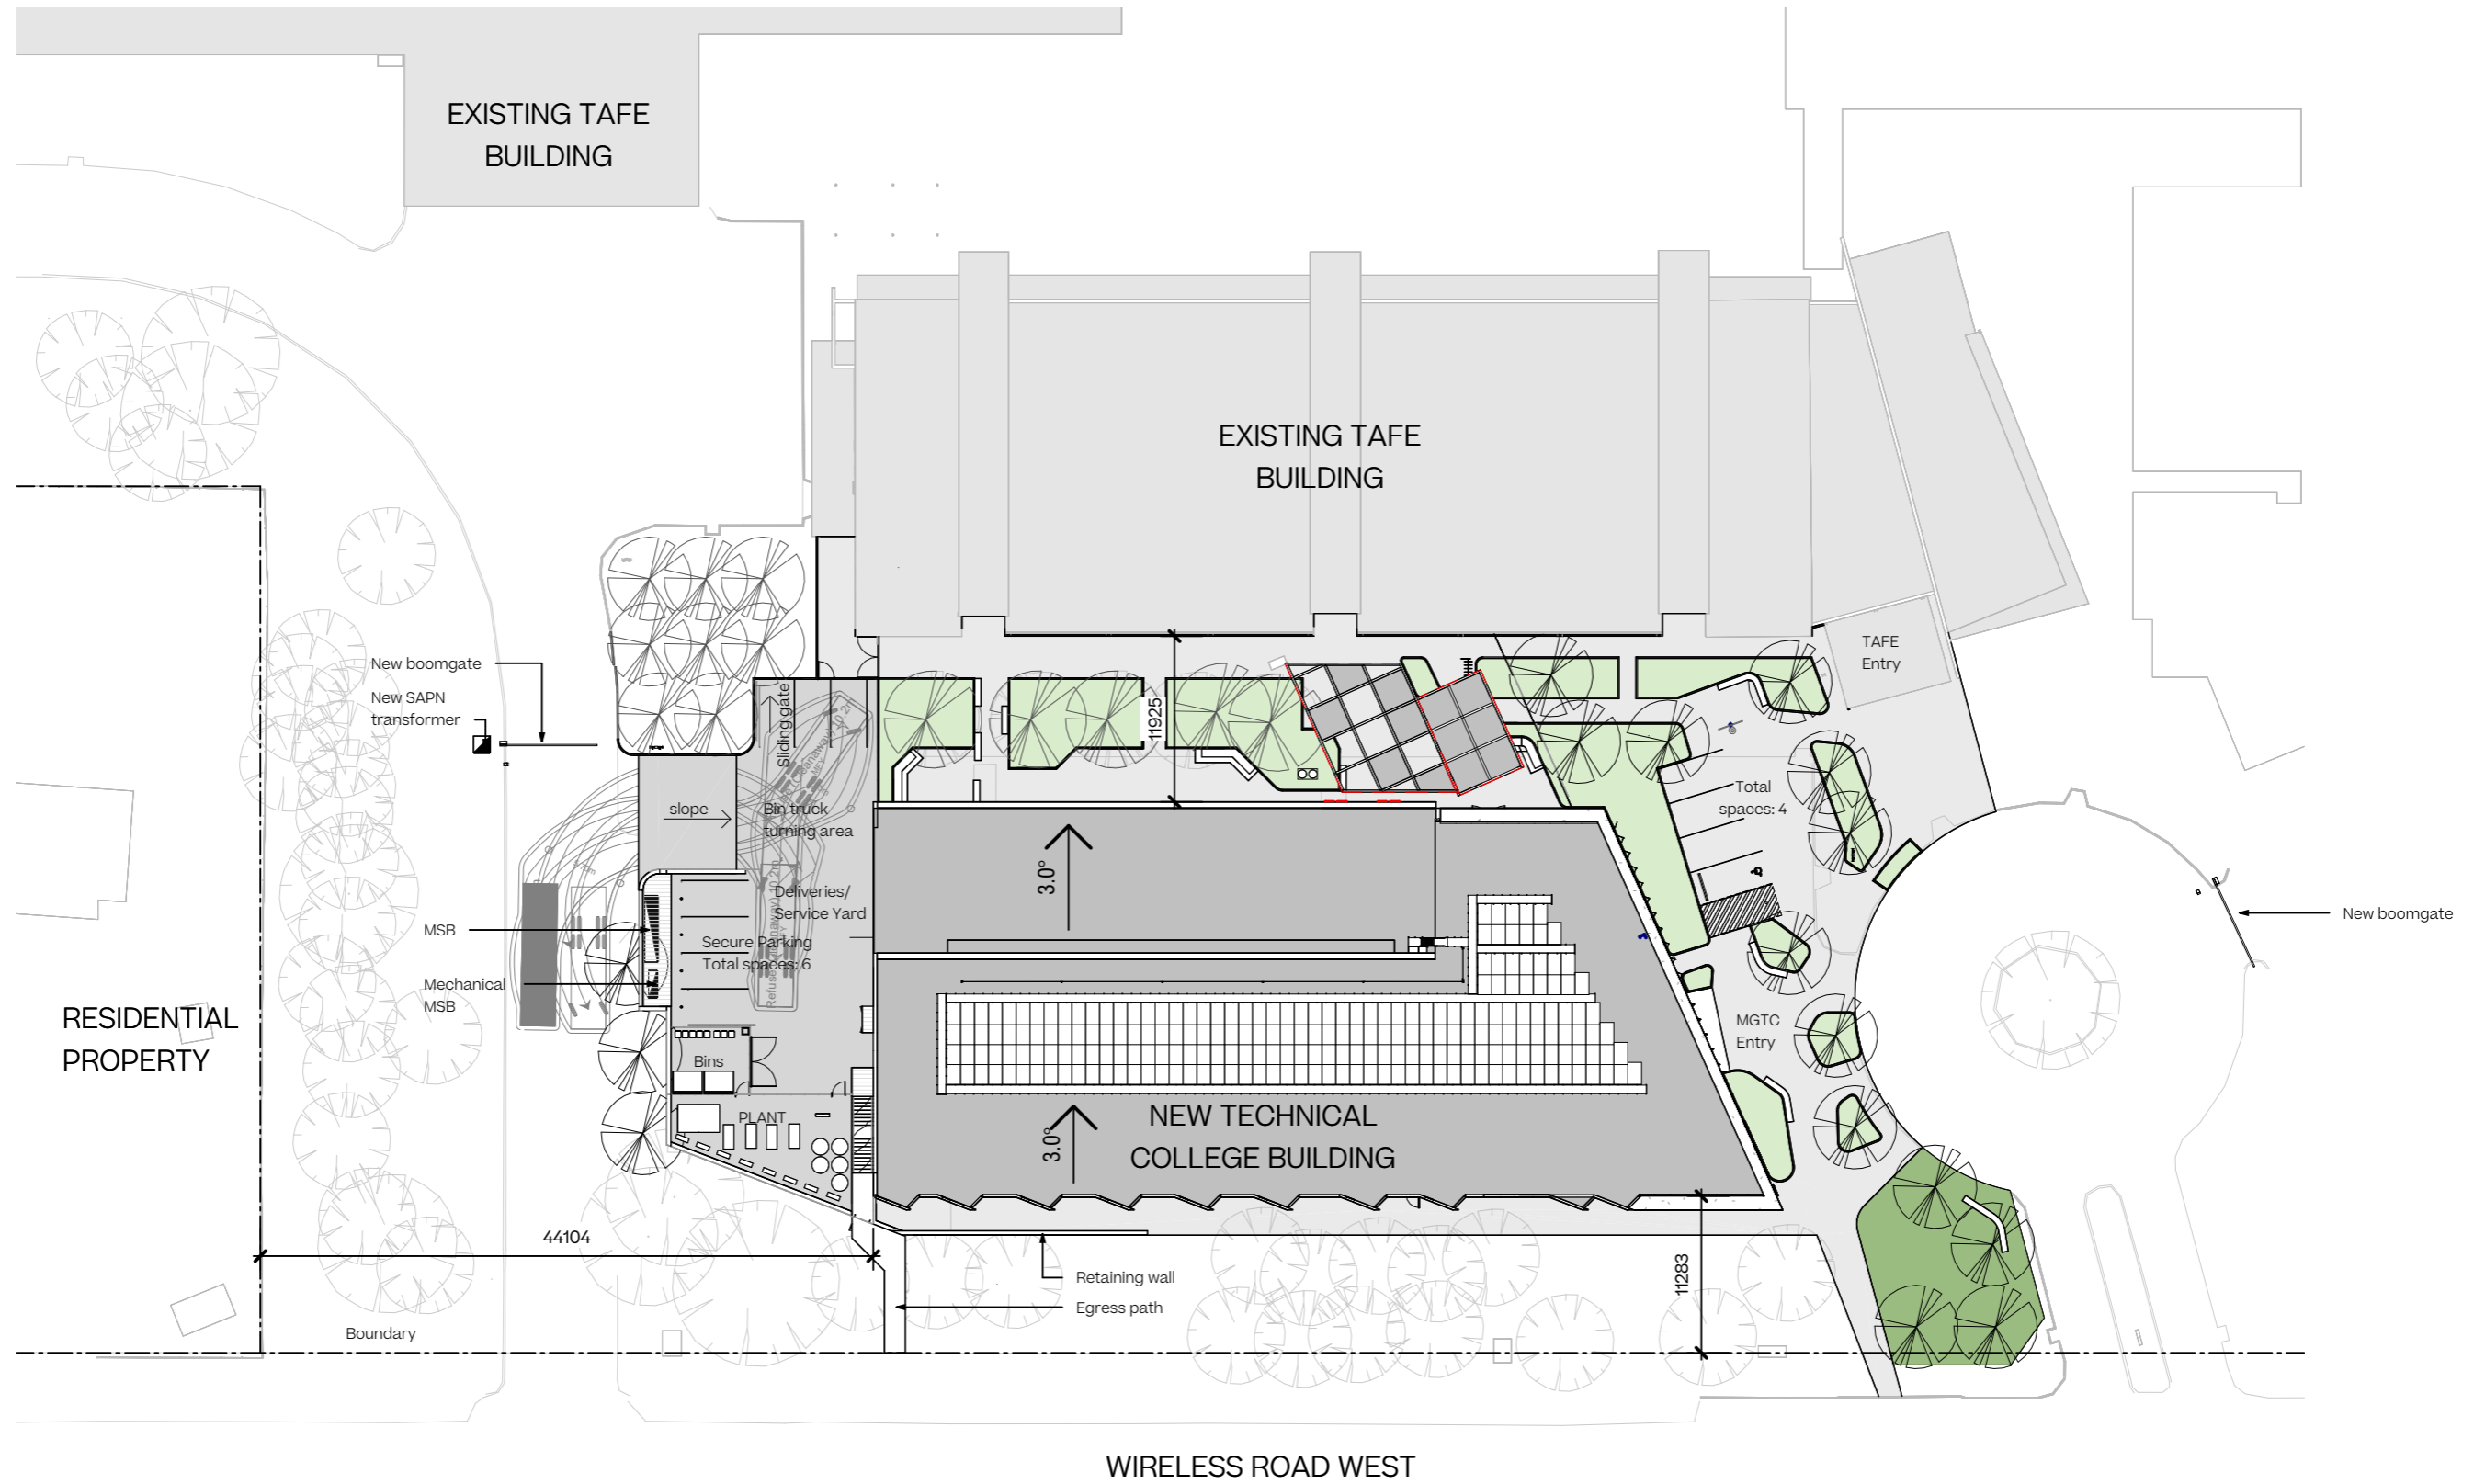 EXISTING TAFE
BUILDING
EXISTING TAFE
BUILDING
TAFE
Entry
New boomgate
New SAPN
transformer
Sliding gate
11925
slope
Bin truck
turning area
Total
spaces: 4
3.0°
Deliveries/
Service Yard
MSB
Secure Parking
Total spaces: 6
New boomgate
Mechanical
MSB
RESIDENTIAL
PROPERTY
MGTC
Entry
Bins
PLANT
3.0°
NEW TECHNICAL
COLLEGE BUILDING
44104
11283
Retaining wall
Egress path
Boundary
WIRELESS ROAD WEST